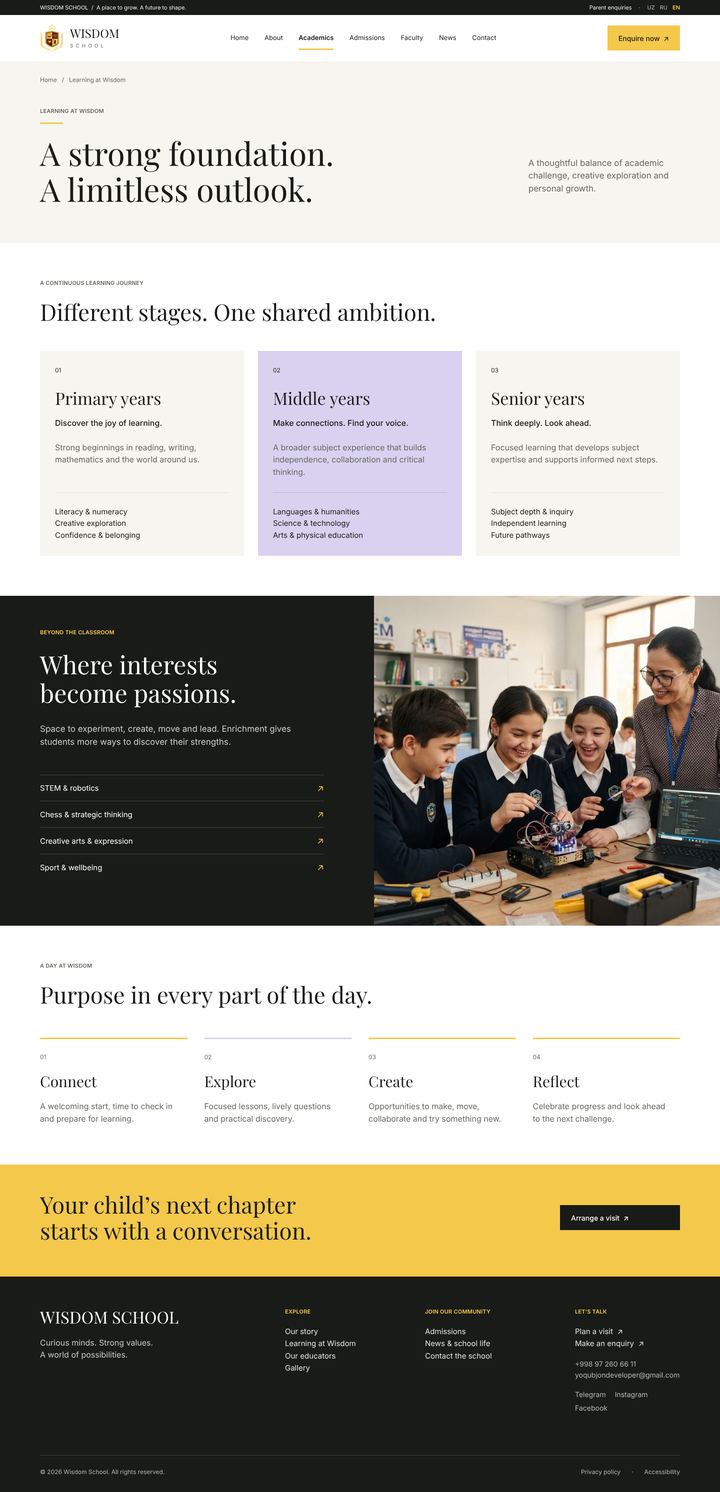 WISDOM SCHOOL / A place to grow. A future to shape.
Parent enquiries · UZ RU EN
WISDOM
SCHOOL
Home About Academics Admissions Faculty News Contact
Enquire now ↗
Home / Learning at Wisdom
LEARNING AT WISDOM
A strong foundation.
A limitless outlook.
A thoughtful balance of academic
challenge, creative exploration and
personal growth.
A CONTINUOUS LEARNING JOURNEY
Different stages. One shared ambition.
01
Primary years
Discover the joy of learning.
Strong beginnings in reading, writing,
mathematics and the world around us.
Literacy & numeracy
Creative exploration
Confidence & belonging
02
Middle years
Make connections. Find your voice.
A broader subject experience that builds
independence, collaboration and critical
thinking.
Languages & humanities
Science & technology
Arts & physical education
03
Senior years
Think deeply. Look ahead.
Focused learning that develops subject
expertise and supports informed next steps.
Subject depth & inquiry
Independent learning
Future pathways
BEYOND THE CLASSROOM
Where interests
become passions.
Space to experiment, create, move and lead. Enrichment gives
students more ways to discover their strengths.
STEM & robotics ↗
Chess & strategic thinking ↗
Creative arts & expression ↗
Sport & wellbeing ↗
A DAY AT WISDOM
Purpose in every part of the day.
01
Connect
A welcoming start, time to check in
and prepare for learning.
02
Explore
Focused lessons, lively questions
and practical discovery.
03
Create
Opportunities to make, move,
collaborate and try something new.
04
Reflect
Celebrate progress and look ahead
to the next challenge.
Your child's next chapter
starts with a conversation.
Arrange a visit ↗
WISDOM SCHOOL
Curious minds. Strong values.
A world of possibilities.
EXPLORE
Our story
Learning at Wisdom
Our educators
Gallery
JOIN OUR COMMUNITY
Admissions
News & school life
Contact the school
LET'S TALK
Plan a visit ↗
Make an enquiry ↗
+998 97 260 66 11
yoqubjondeveloper@gmail.com
Telegram Instagram
Facebook
© 2026 Wisdom School. All rights reserved.
Privacy policy · Accessibility